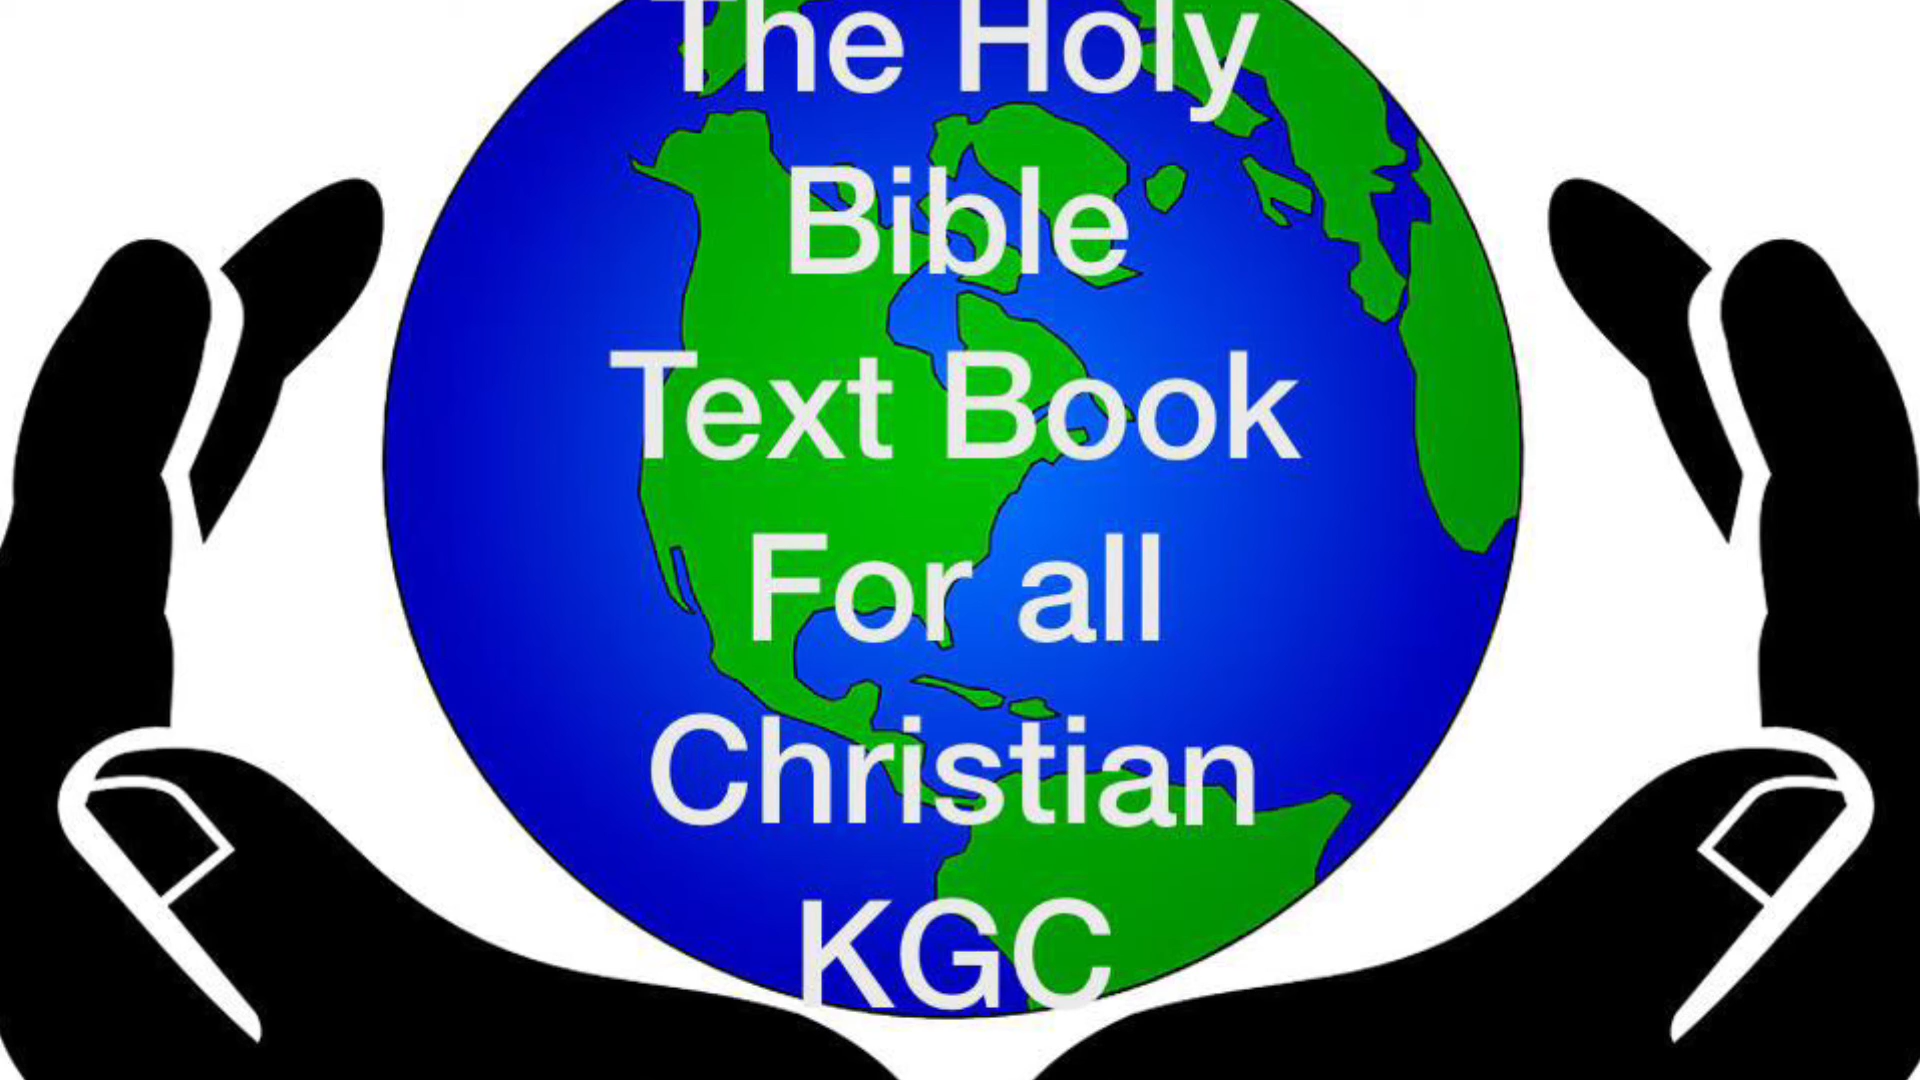 The Holy
Bible
Text Book
For all
Christian
KGC